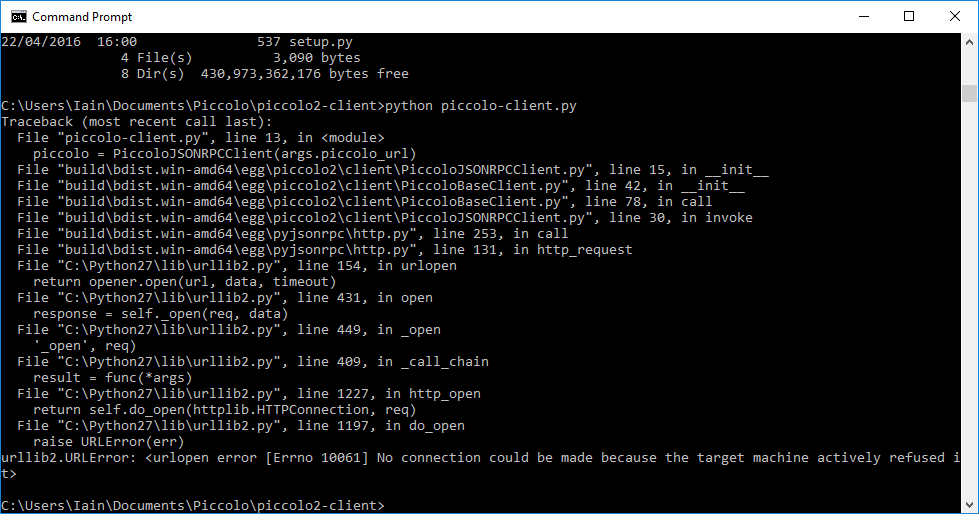 Command Prompt
22/04/2016  16:00               537 setup.py
               4 File(s)          3,090 bytes
               8 Dir(s)  430,973,362,176 bytes free
C:\Users\Iain\Documents\Piccolo\piccolo2-client>python piccolo-client.py
Traceback (most recent call last):
  File "piccolo-client.py", line 13, in <module>
    piccolo = PiccoloJSONRPCClient(args.piccolo_url)
  File "build\bdist.win-amd64\egg\piccolo2\client\PiccoloJSONRPCClient.py", line 15, in __init__
  File "build\bdist.win-amd64\egg\piccolo2\client\PiccoloBaseClient.py", line 42, in __init__
  File "build\bdist.win-amd64\egg\piccolo2\client\PiccoloBaseClient.py", line 78, in call
  File "build\bdist.win-amd64\egg\piccolo2\client\PiccoloJSONRPCClient.py", line 30, in invoke
  File "build\bdist.win-amd64\egg\pyjsonrpc\http.py", line 253, in call
  File "build\bdist.win-amd64\egg\pyjsonrpc\http.py", line 131, in http_request
  File "C:\Python27\lib\urllib2.py", line 154, in urlopen
    return opener.open(url, data, timeout)
  File "C:\Python27\lib\urllib2.py", line 431, in open
    response = self._open(req, data)
  File "C:\Python27\lib\urllib2.py", line 449, in _open
    '_open', req)
  File "C:\Python27\lib\urllib2.py", line 409, in _call_chain
    result = func(*args)
  File "C:\Python27\lib\urllib2.py", line 1227, in http_open
    return self.do_open(httplib.HTTPConnection, req)
  File "C:\Python27\lib\urllib2.py", line 1197, in do_open
    raise URLError(err)
urllib2.URLError: <urlopen error [Errno 10061] No connection could be made because the target machine actively refused i
t>
C:\Users\Iain\Documents\Piccolo\piccolo2-client>